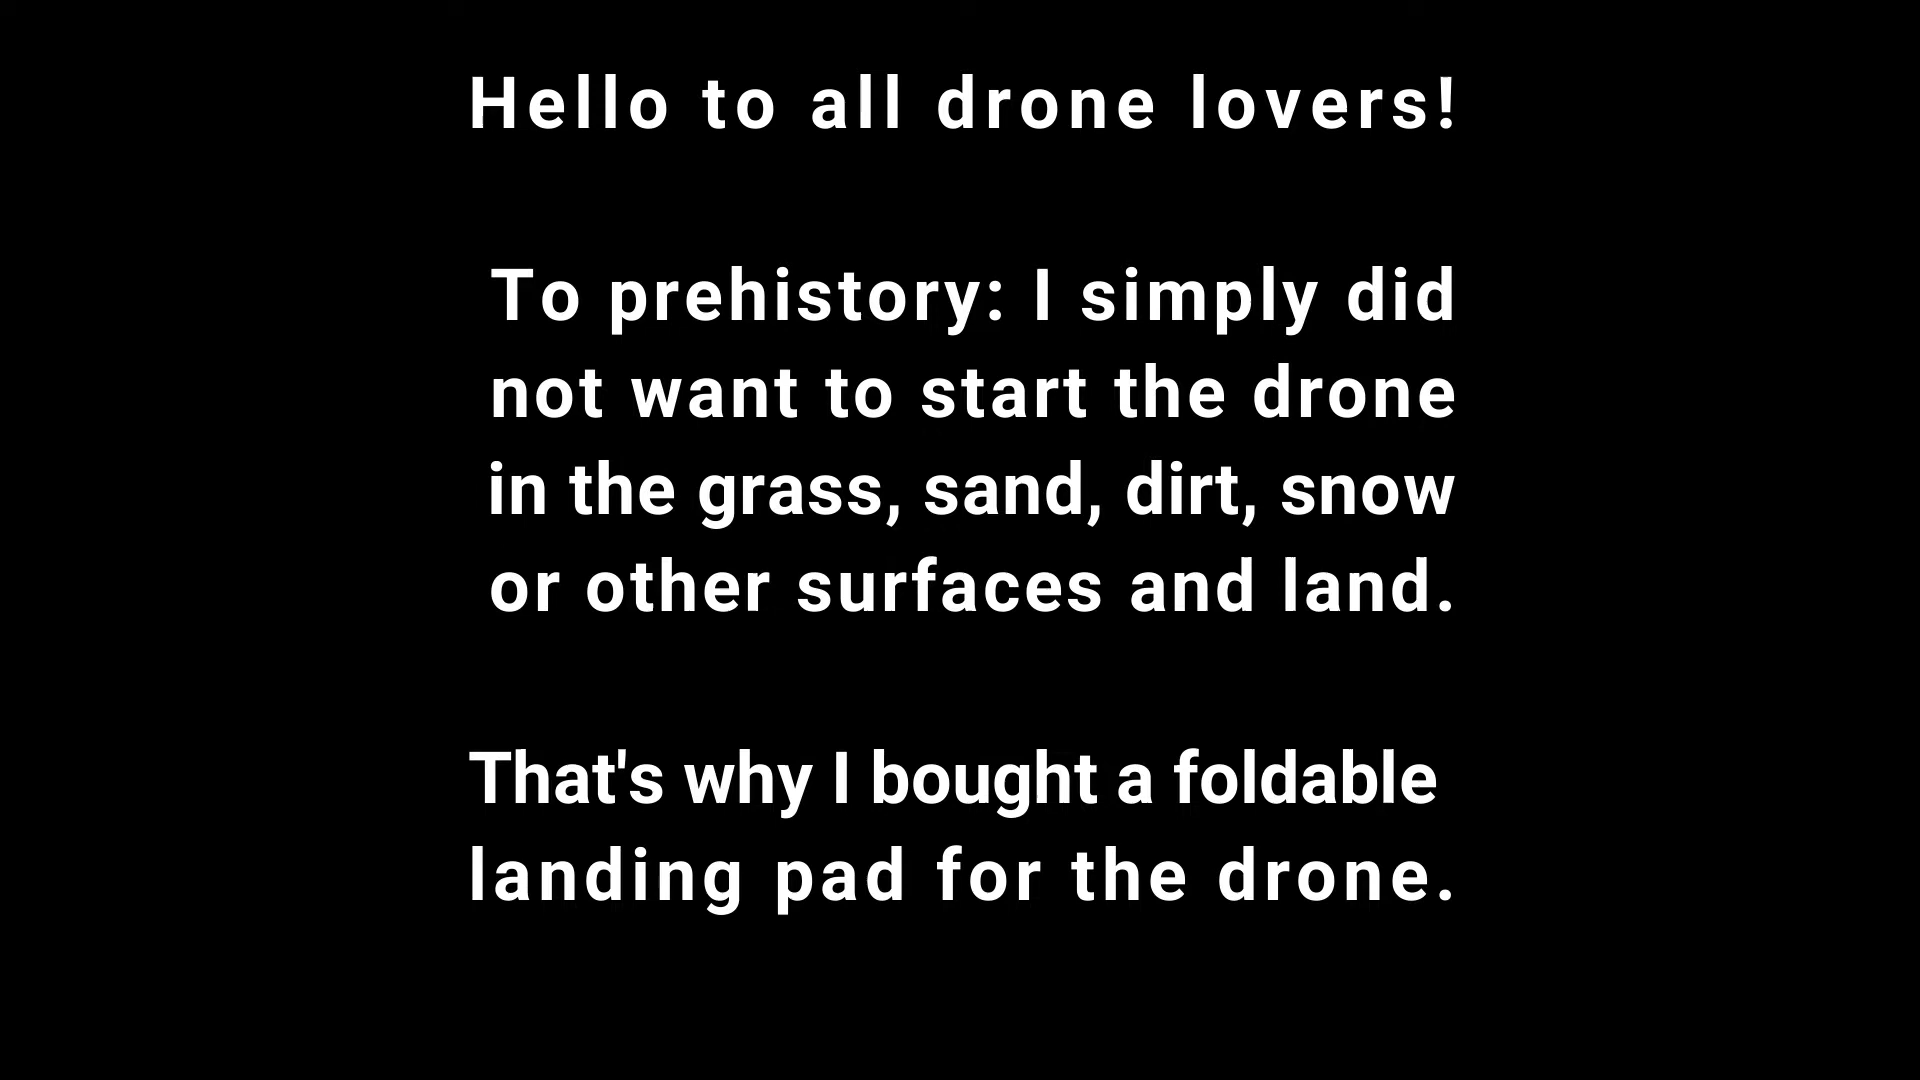 Hello to all drone lovers!
To prehistory: I simply did
not want to start the drone
in the grass, sand, dirt, snow
or other surfaces and land.
That's why I bought a foldable
landing pad for the drone.